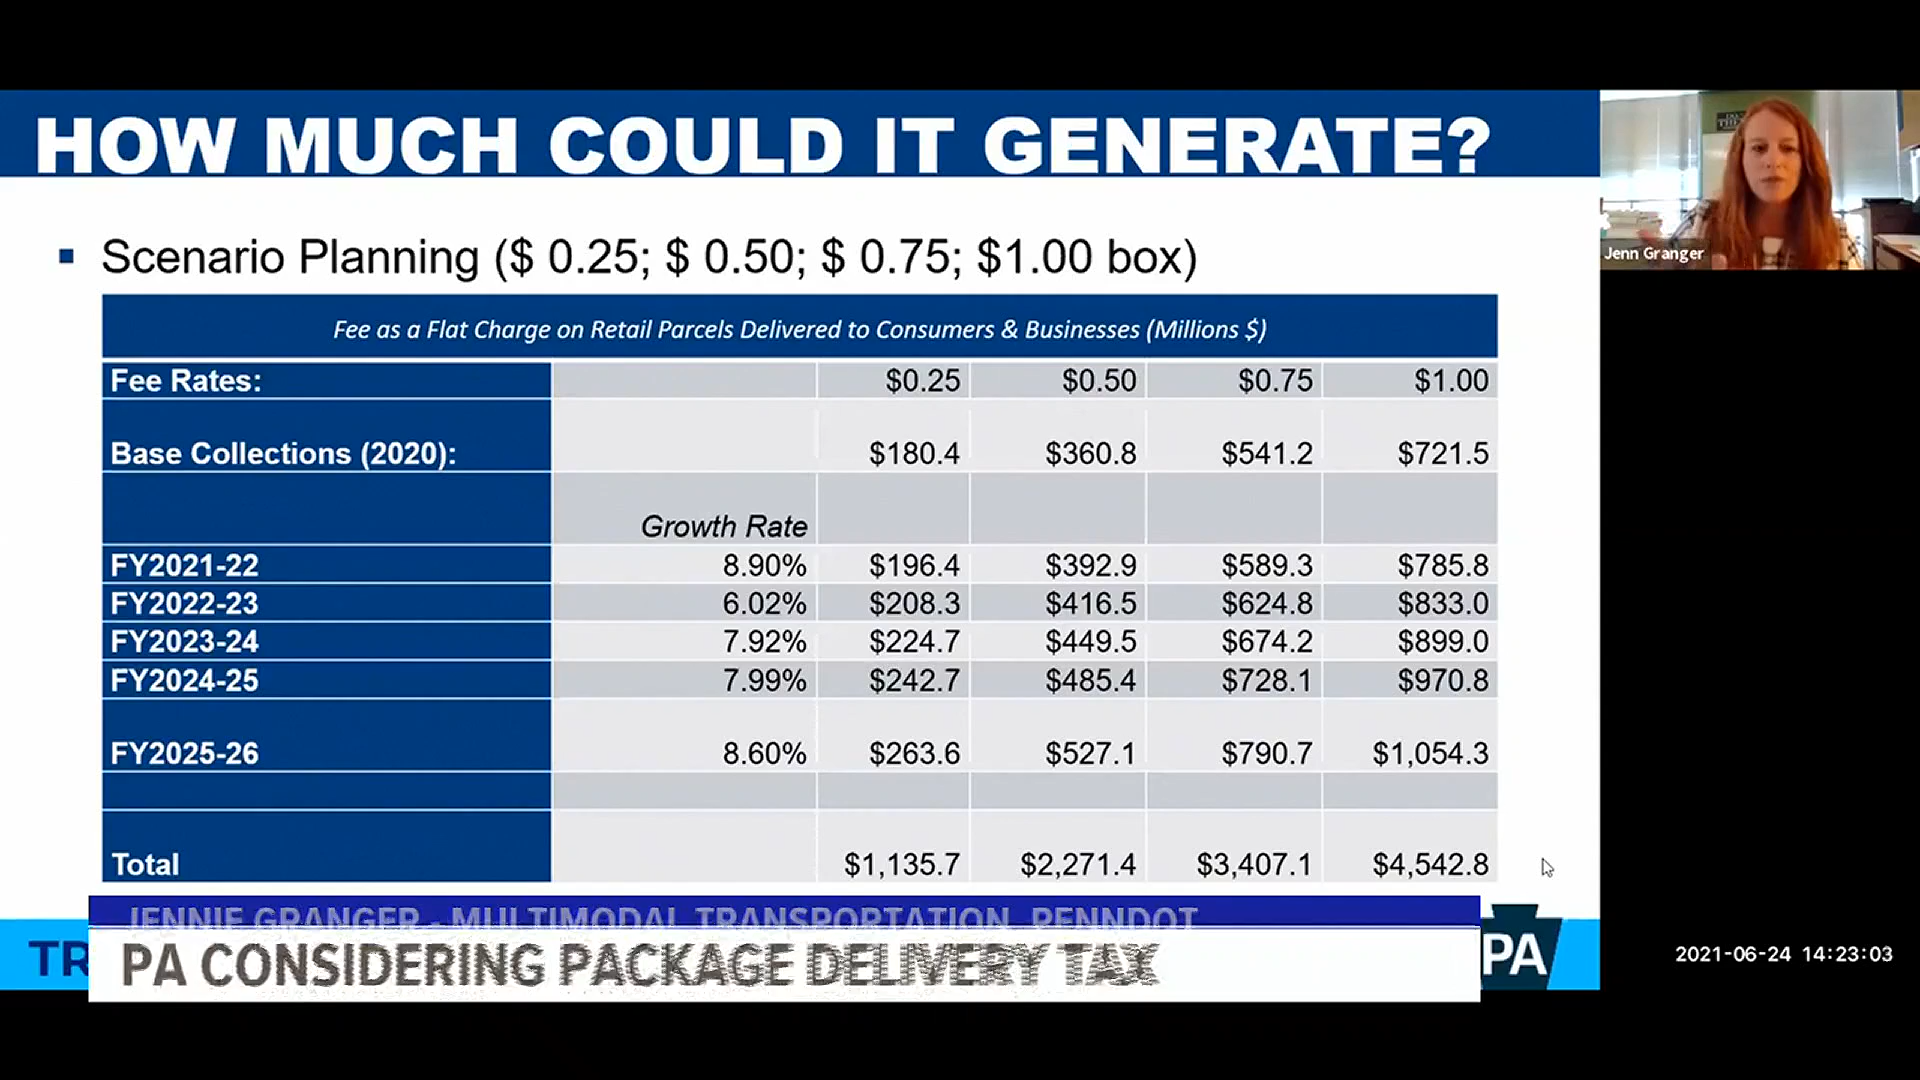 HOW MUCH COULD IT GENERATE?
Jenn Granger
▪ Scenario Planning ($ 0.25; $ 0.50; $ 0.75; $1.00 box)
Fee as a Flat Charge on Retail Parcels Delivered to Consumers & Businesses (Millions $)
Fee Rates: $0.25 $0.50 $0.75 $1.00
Base Collections (2020): $180.4 $360.8 $541.2 $721.5
Growth Rate
FY2021-22 8.90% $196.4 $392.9 $589.3 $785.8
FY2022-23 6.02% $208.3 $416.5 $624.8 $833.0
FY2023-24 7.92% $224.7 $449.5 $674.2 $899.0
FY2024-25 7.99% $242.7 $485.4 $728.1 $970.8
FY2025-26 8.60% $263.6 $527.1 $790.7 $1,054.3
Total $1,135.7 $2,271.4 $3,407.1 $4,542.8
JENNIE GRANGER - MULTIMODAL TRANSPORTATION, PENNDOT
TR
PA CONSIDERING PACKAGE DELIVERY TAX
PA
2021-06-24 14:23:03